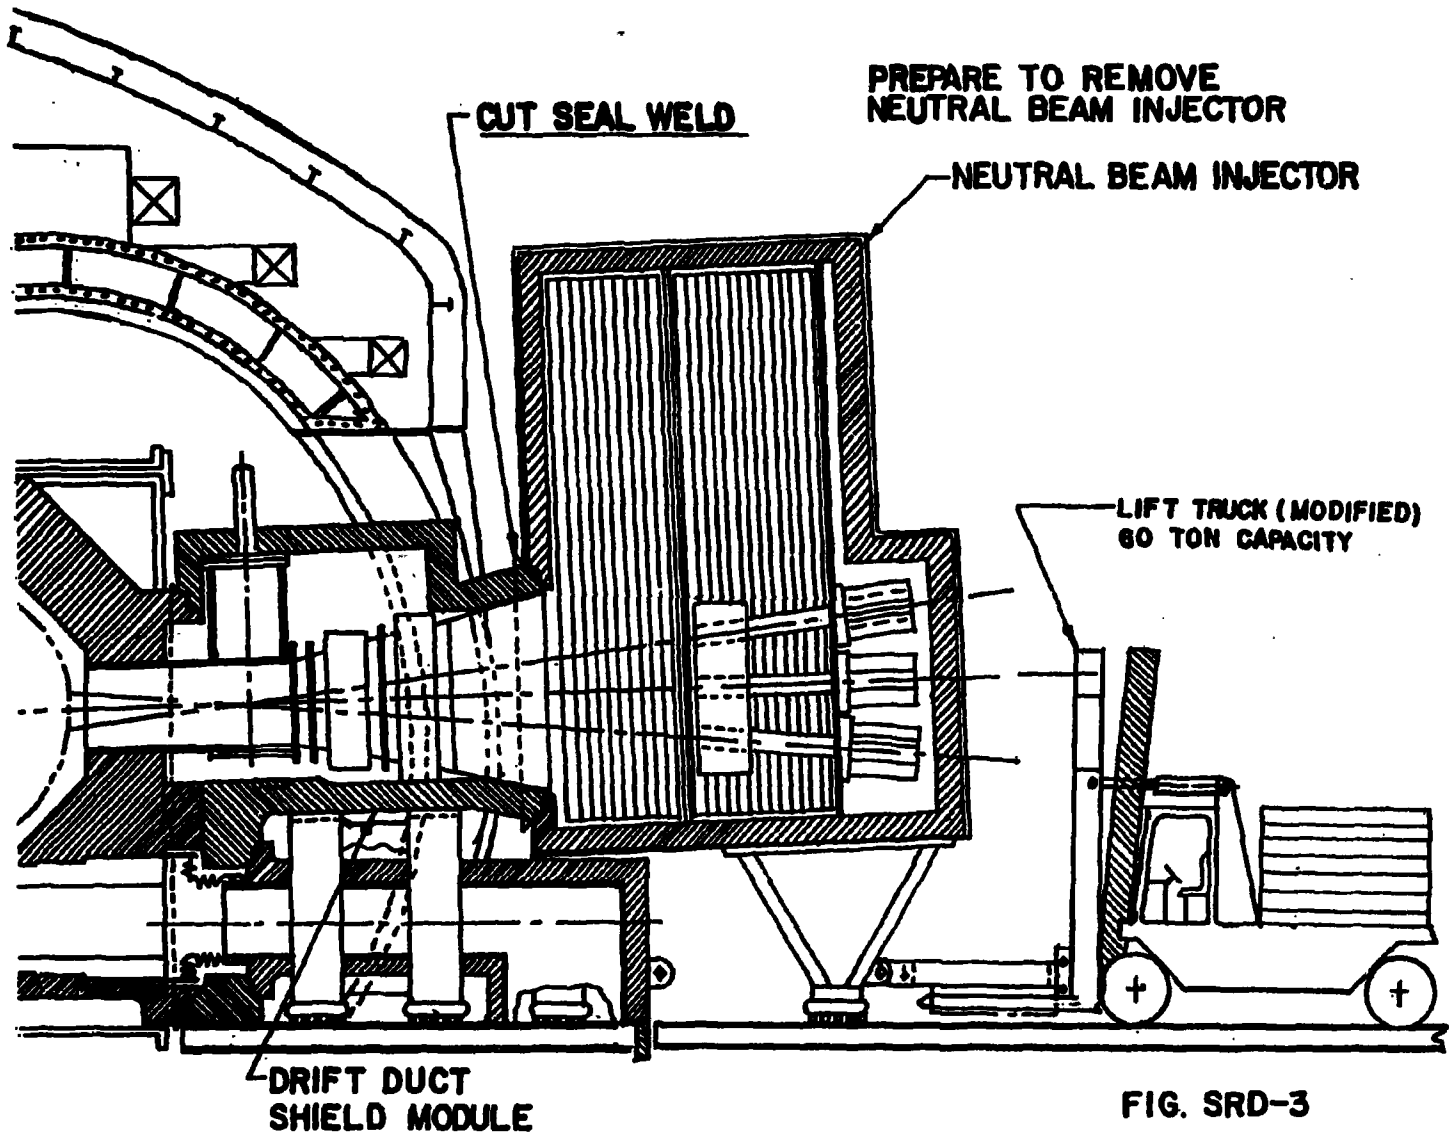 PREPARE TO REMOVE
NEUTRAL BEAM INJECTOR
CUT SEAL WELD
NEUTRAL BEAM INJECTOR
LIFT TRUCK (MODIFIED)
60 TON CAPACITY
DRIFT DUCT
SHIELD MODULE
FIG. SRD-3